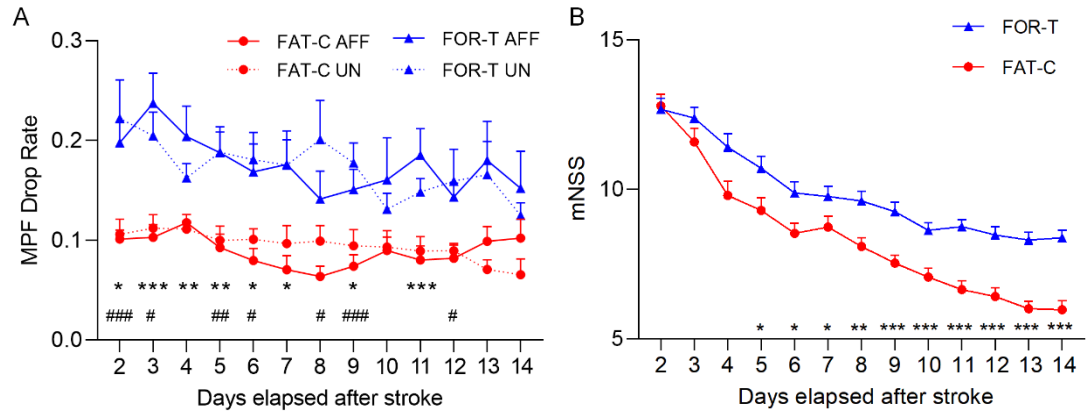 A
MPF Drop Rate
0.3
0.2
0.1
0.0
FAT-C AFF
FOR-T AFF
FAT-C UN
FOR-T UN
* *** ** ** * * * ***
### # ## # # ### #
2 3 4 5 6 7 8 9 10 11 12 13 14
Days elapsed after stroke
B
mNSS
15
10
5
FOR-T
FAT-C
* * * ** *** *** *** *** *** ***
2 3 4 5 6 7 8 9 10 11 12 13 14
Days elapsed after stroke